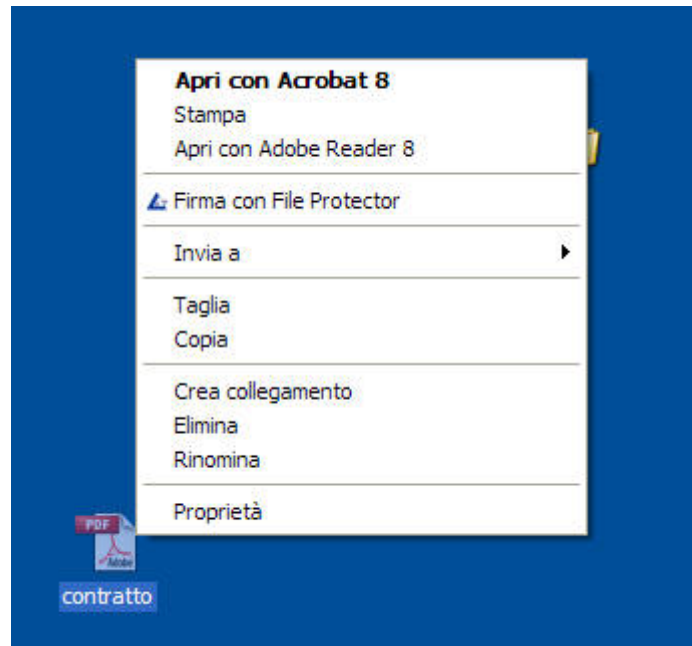 Apri con Acrobat 8
Stampa
Apri con Adobe Reader 8
Firma con File Protector
Invia a
Taglia
Copia
Crea collegamento
Elimina
Rinomina
Proprietà
PDF
Adobe
contratto